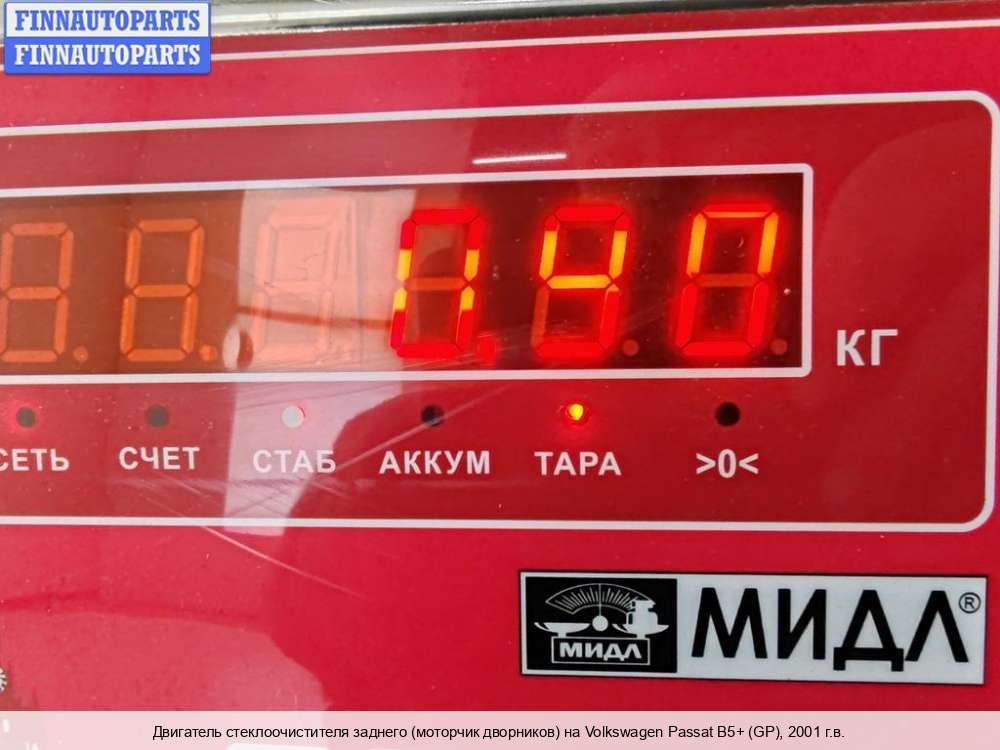 FINNAUTOPARTS
FINNAUTOPARTS
0.90
КГ
СЕТЬ СЧЕТ СТАБ АККУМ ТАРА >0<
МИДЛ МИДЛ®
Двигатель стеклоочистителя заднего (моторчик дворников) на Volkswagen Passat B5+ (GP), 2001 г.в.